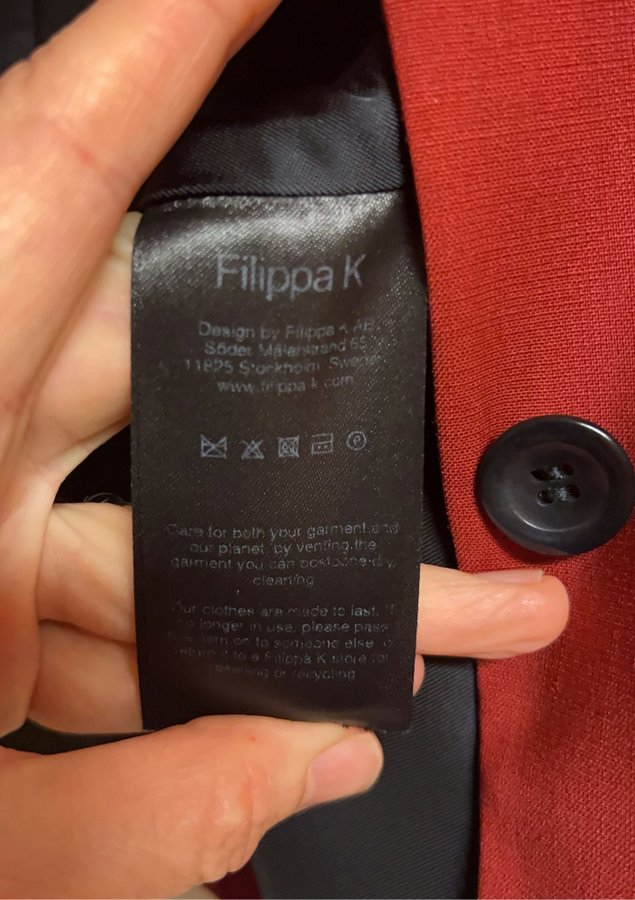 Filippa K
Design by Filippa K AB
Söder Mälarstrand 65
11825 Stockholm Sweden
www.filippa-k.com
P
Care for both your garment and
our planet, by venting the
garment you can postpone dry
cleaning
Our clothes are made to last. If
no longer in use, please pass
this item on to someone else or
return it to a Filippa K store for
or recycling